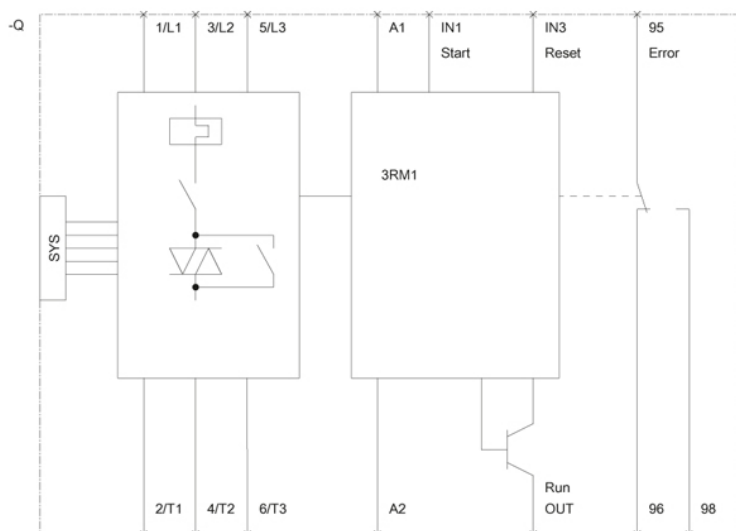 -Q
1/L1 3/L2 5/L3 A1 IN1 IN3 95
Start Reset Error
3RM1
SYS
Run
2/T1 4/T2 6/T3 A2 OUT 96 98